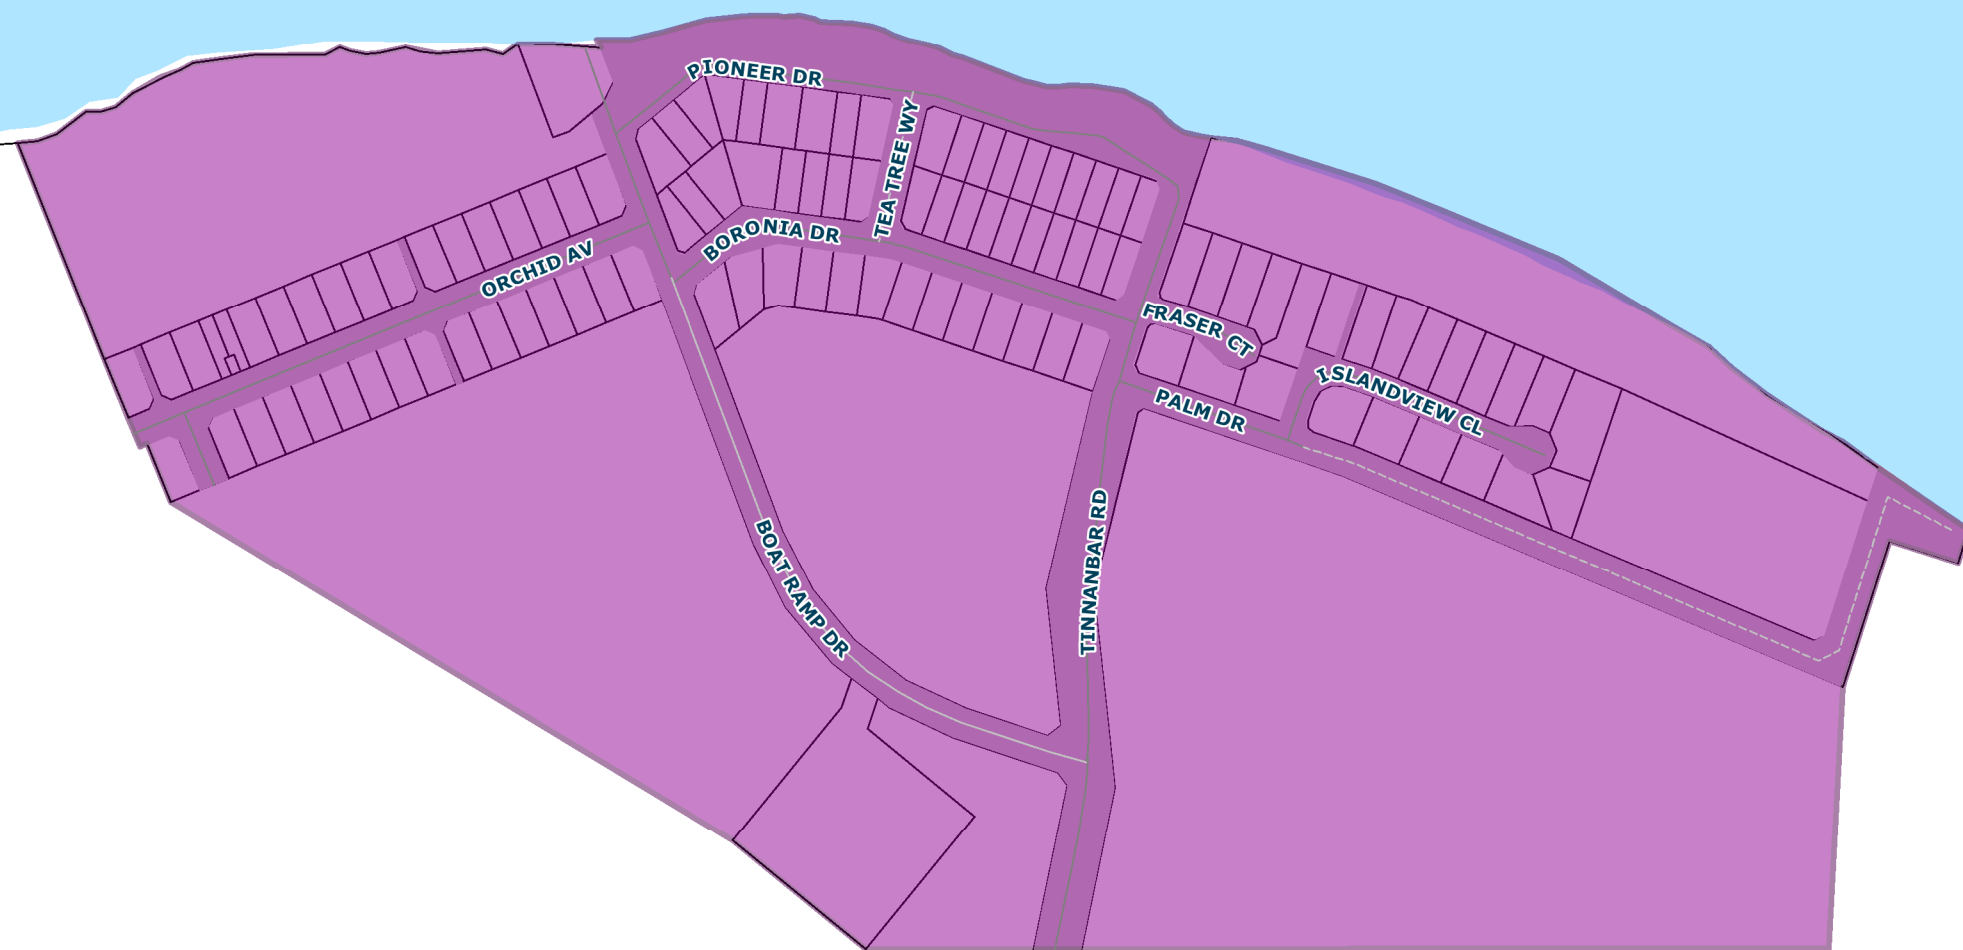 PIONEER DR
TEA TREE WY
BORONIA DR
ORCHID AV
FRASER CT
ISLANDVIEW CL
PALM DR
TINNANBAR RD
BOAT RAMP DR